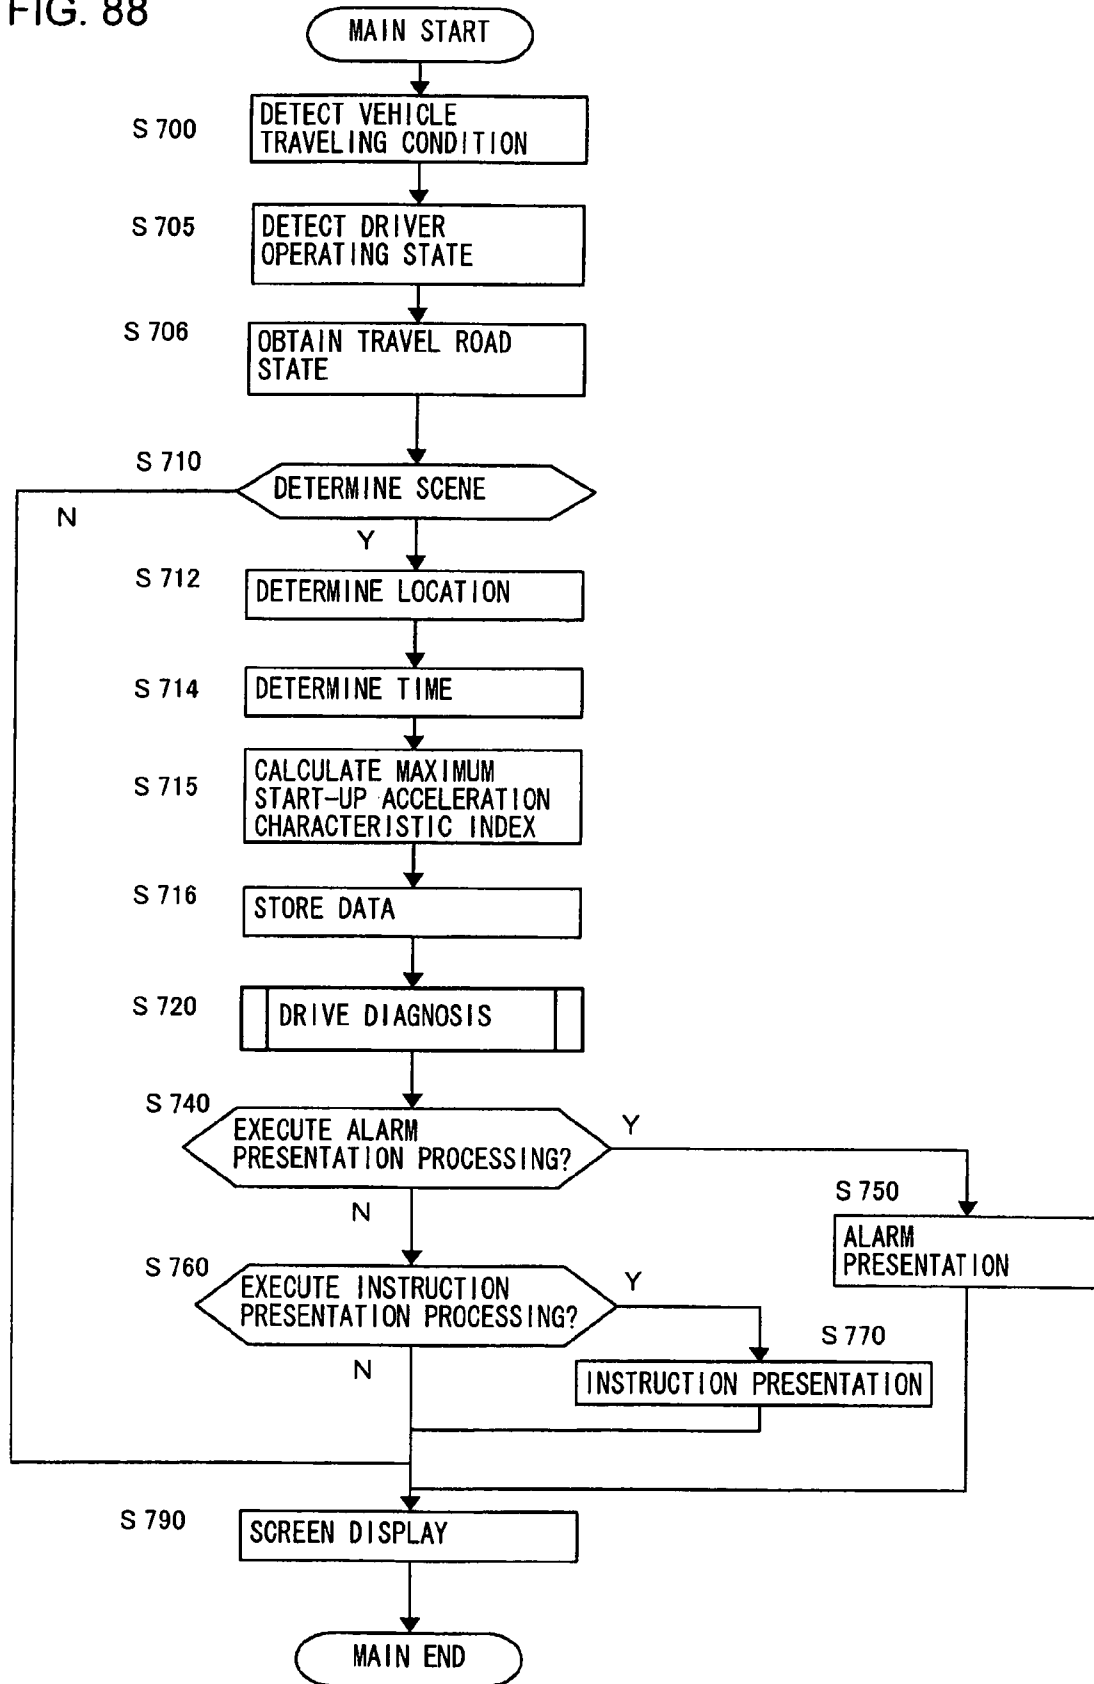 FIG. 88
MAIN START
S 700
DETECT VEHICLE
TRAVELING CONDITION
S 705
DETECT DRIVER
OPERATING STATE
S 706
OBTAIN TRAVEL ROAD
STATE
S 710
DETERMINE SCENE
N
Y
S 712
DETERMINE LOCATION
S 714
DETERMINE TIME
S 715
CALCULATE MAXIMUM
START-UP ACCELERATION
CHARACTERISTIC INDEX
S 716
STORE DATA
S 720
DRIVE DIAGNOSIS
S 740
EXECUTE ALARM
PRESENTATION PROCESSING?
Y
N
S 750
ALARM
PRESENTATION
S 760
EXECUTE INSTRUCTION
PRESENTATION PROCESSING?
Y
N
S 770
INSTRUCTION PRESENTATION
S 790
SCREEN DISPLAY
MAIN END